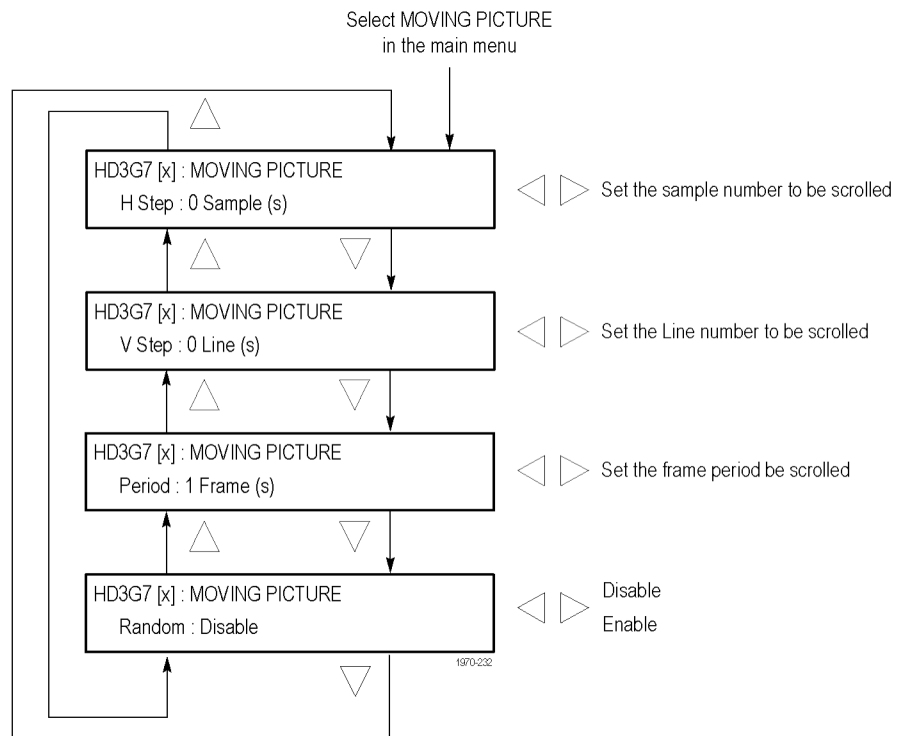 Select MOVING PICTURE
in the main menu
HD3G7 [x] : MOVING PICTURE
H Step : 0 Sample (s)
Set the sample number to be scrolled
HD3G7 [x] : MOVING PICTURE
V Step : 0 Line (s)
Set the Line number to be scrolled
HD3G7 [x] : MOVING PICTURE
Period : 1 Frame (s)
Set the frame period be scrolled
HD3G7 [x] : MOVING PICTURE
Random : Disable
Disable
Enable
1970-232